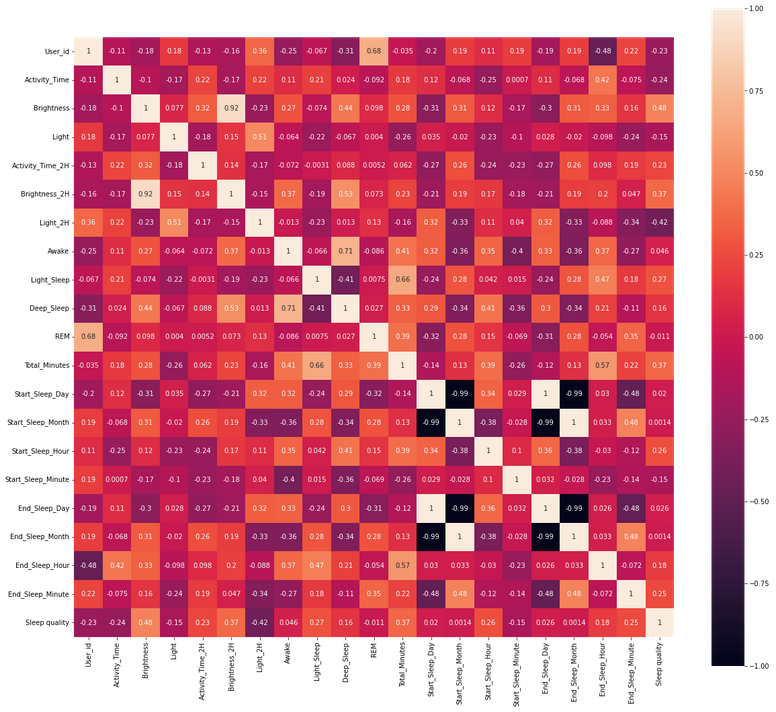 User_id 1 -0.11 -0.18 0.18 -0.13 -0.16 0.36 -0.25 -0.067 -0.31 0.68 -0.035 -0.2 0.19 0.11 0.19 -0.19 0.19 -0.48 0.22 -0.23
Activity_Time -0.11 1 -0.1 -0.17 0.22 -0.17 0.22 0.11 0.21 0.024 -0.092 0.18 0.12 -0.068 -0.25 0.0007 0.11 -0.068 0.42 -0.075 -0.24
Brightness -0.18 -0.1 1 0.077 0.32 0.92 -0.23 0.27 -0.074 0.44 0.098 0.28 -0.31 0.31 0.12 -0.17 -0.3 0.31 0.33 0.16 0.48
Light 0.18 -0.17 0.077 1 -0.18 0.15 0.51 -0.064 -0.22 -0.067 0.004 -0.26 0.035 -0.02 -0.23 -0.1 0.028 -0.02 -0.098 -0.24 -0.15
Activity_Time_2H -0.13 0.22 0.32 -0.18 1 0.14 -0.17 -0.072 -0.0031 0.088 0.0052 0.062 -0.27 0.26 -0.24 -0.23 -0.27 0.26 0.098 0.19 0.23
Brightness_2H -0.16 -0.17 0.92 0.15 0.14 1 -0.15 0.37 -0.19 0.53 0.073 0.23 -0.21 0.19 0.17 -0.18 -0.21 0.19 0.2 0.047 0.37
Light_2H 0.36 0.22 -0.23 0.51 -0.17 -0.15 1 -0.013 -0.23 0.013 0.13 -0.16 0.32 -0.33 0.11 0.04 0.32 -0.33 -0.088 -0.34 -0.42
Awake -0.25 0.11 0.27 -0.064 -0.072 0.37 -0.013 1 -0.066 0.71 -0.086 0.41 0.32 -0.36 0.35 -0.4 0.33 -0.36 0.37 -0.27 0.046
Light_Sleep -0.067 0.21 -0.074 -0.22 -0.0031 -0.19 -0.23 -0.066 1 -0.41 0.0075 0.66 -0.24 0.28 0.042 0.015 -0.24 0.28 0.47 0.18 0.27
Deep_Sleep -0.31 0.024 0.44 -0.067 0.088 0.53 0.013 0.71 -0.41 1 0.027 0.33 0.29 -0.34 0.41 -0.36 0.3 -0.34 0.21 -0.11 0.16
REM 0.68 -0.092 0.098 0.004 0.0052 0.073 0.13 -0.086 0.0075 0.027 1 0.39 -0.32 0.28 0.15 -0.069 -0.31 0.28 -0.054 0.35 -0.011
Total_Minutes -0.035 0.18 0.28 -0.26 0.062 0.23 -0.16 0.41 0.66 0.33 0.39 1 -0.14 0.13 0.39 -0.26 -0.12 0.13 0.57 0.22 0.37
Start_Sleep_Day -0.2 0.12 -0.31 0.035 -0.27 -0.21 0.32 0.32 -0.24 0.29 -0.32 -0.14 1 -0.99 0.34 0.029 1 -0.99 0.03 -0.48 0.02
Start_Sleep_Month 0.19 -0.068 0.31 -0.02 0.26 0.19 -0.33 -0.36 0.28 -0.34 0.28 0.13 -0.99 1 -0.38 -0.028 -0.99 1 0.033 0.48 0.0014
Start_Sleep_Hour 0.11 -0.25 0.12 -0.23 -0.24 0.17 0.11 0.35 0.042 0.41 0.15 0.39 0.34 -0.38 1 0.1 0.36 -0.38 -0.03 -0.12 0.26
Start_Sleep_Minute 0.19 0.0007 -0.17 -0.1 -0.23 -0.18 0.04 -0.4 0.015 -0.36 -0.069 -0.26 0.029 -0.028 0.1 1 0.032 -0.028 -0.23 -0.14 -0.15
End_Sleep_Day -0.19 0.11 -0.3 0.028 -0.27 -0.21 0.32 0.33 -0.24 0.3 -0.31 -0.12 1 -0.99 0.36 0.032 1 -0.99 0.026 -0.48 0.026
End_Sleep_Month 0.19 -0.068 0.31 -0.02 0.26 0.19 -0.33 -0.36 0.28 -0.34 0.28 0.13 -0.99 1 -0.38 -0.028 -0.99 1 0.033 0.48 0.0014
End_Sleep_Hour -0.48 0.42 0.33 -0.098 0.098 0.2 -0.088 0.37 0.47 0.21 -0.054 0.57 0.03 0.033 -0.03 -0.23 0.026 0.033 1 -0.072 0.18
End_Sleep_Minute 0.22 -0.075 0.16 -0.24 0.19 0.047 -0.34 -0.27 0.18 -0.11 0.35 0.22 -0.48 0.48 -0.12 -0.14 -0.48 0.48 -0.072 1 0.25
Sleep quality -0.23 -0.24 0.48 -0.15 0.23 0.37 -0.42 0.046 0.27 0.16 -0.011 0.37 0.02 0.0014 0.26 -0.15 0.026 0.0014 0.18 0.25 1
User_id
Activity_Time
Brightness
Light
Activity_Time_2H
Brightness_2H
Light_2H
Awake
Light_Sleep
Deep_Sleep
REM
Total_Minutes
Start_Sleep_Day
Start_Sleep_Month
Start_Sleep_Hour
Start_Sleep_Minute
End_Sleep_Day
End_Sleep_Month
End_Sleep_Hour
End_Sleep_Minute
Sleep quality
1.00
0.75
0.50
0.25
0.00
−0.25
−0.50
−0.75
−1.00